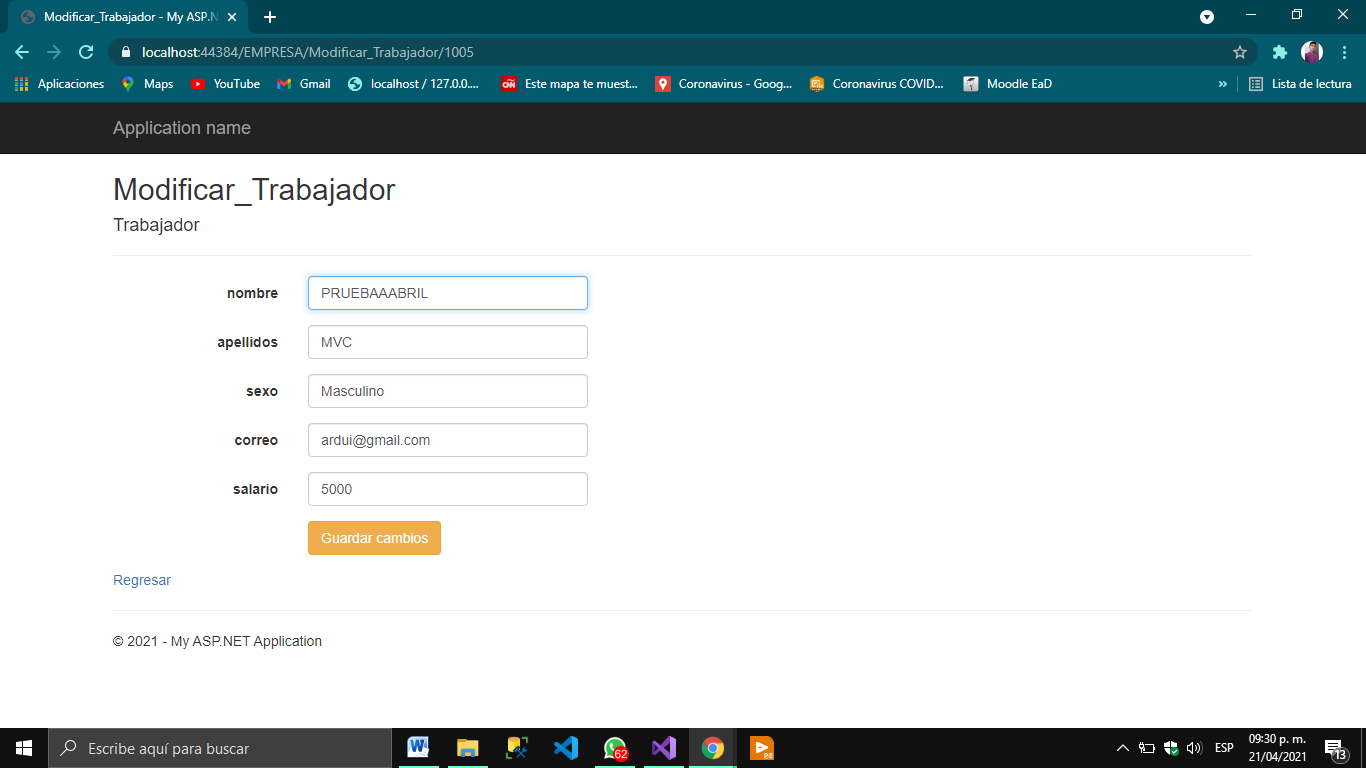 Modificar_Trabajador - My ASP.N
localhost:44384/EMPRESA/Modificar_Trabajador/1005
Aplicaciones Maps YouTube Gmail localhost / 127.0.0.... CNN Este mapa te muest... Coronavirus - Goog... Coronavirus COVID... Moodle EaD » Lista de lectura
Application name
Modificar_Trabajador
Trabajador
nombre PRUEBAAABRIL
apellidos MVC
sexo Masculino
correo ardui@gmail.com
salario 5000
Guardar cambios
Regresar
© 2021 - My ASP.NET Application
Escribe aquí para buscar 62 ESP 09:30 p. m.
21/04/2021 13